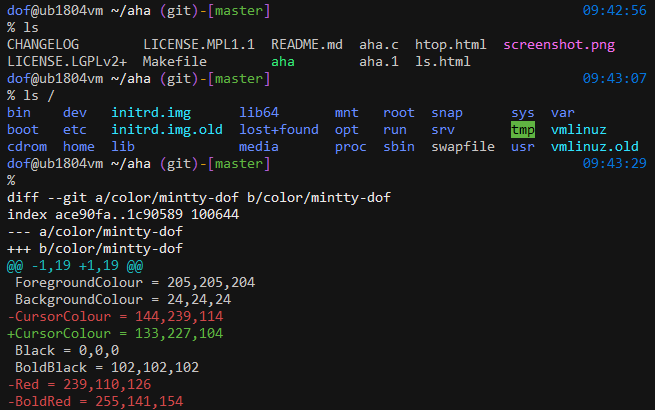 dof@ub1804vm ~/aha (git)-[master] 09:42:56
% ls
CHANGELOG LICENSE.MPL1.1 README.md aha.c htop.html screenshot.png
LICENSE.LGPLv2+ Makefile aha aha.1 ls.html
dof@ub1804vm ~/aha (git)-[master] 09:43:07
% ls /
bin dev initrd.img lib64 mnt root snap sys var
boot etc initrd.img.old lost+found opt run srv tmp vmlinuz
cdrom home lib media proc sbin swapfile usr vmlinuz.old
dof@ub1804vm ~/aha (git)-[master] 09:43:29
%
diff --git a/color/mintty-dof b/color/mintty-dof
index ace90fa..1c90589 100644
--- a/color/mintty-dof
+++ b/color/mintty-dof
@@ -1,19 +1,19 @@
 ForegroundColour = 205,205,204
 BackgroundColour = 24,24,24
-CursorColour = 144,239,114
+CursorColour = 133,227,104
 Black = 0,0,0
 BoldBlack = 102,102,102
-Red = 239,110,126
-BoldRed = 255,141,154